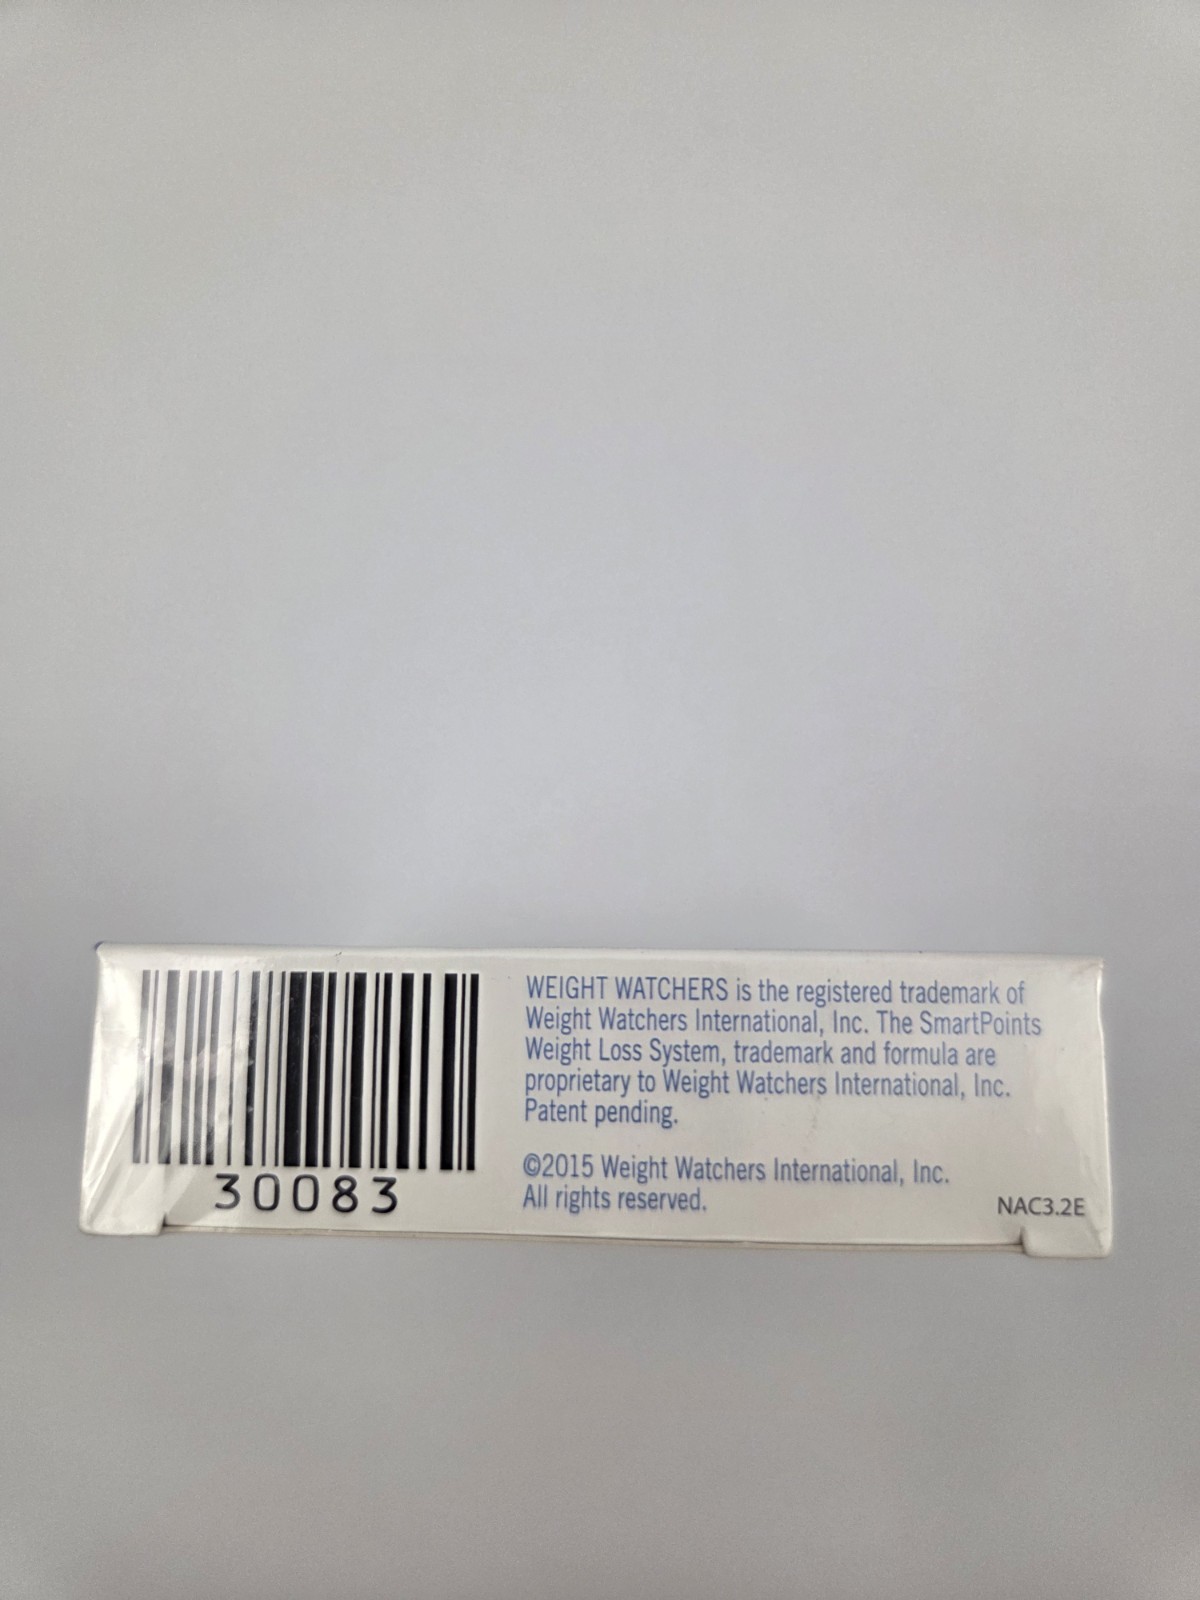 30083
WEIGHT WATCHERS is the registered trademark of
Weight Watchers International, Inc. The SmartPoints
Weight Loss System, trademark and formula are
proprietary to Weight Watchers International, Inc.
Patent pending.
©2015 Weight Watchers International, Inc.
All rights reserved.
NAC3.2E